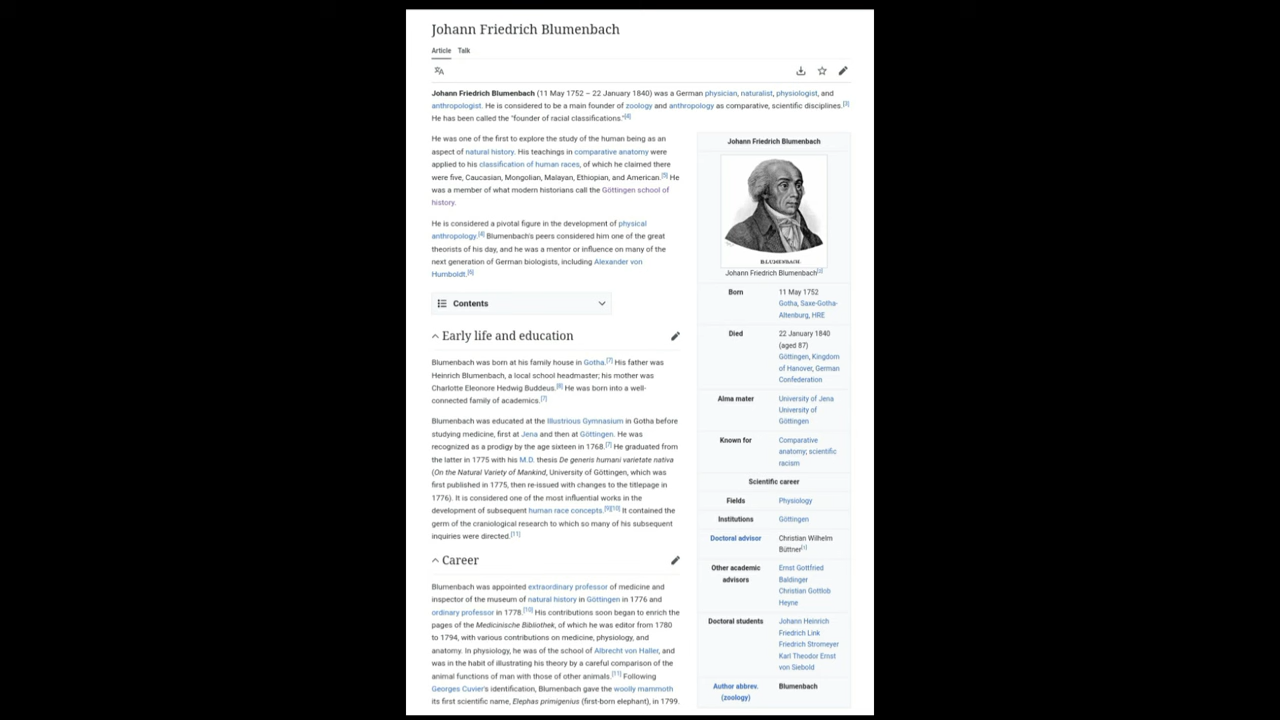 Johann Friedrich Blumenbach
Article Talk
Johann Friedrich Blumenbach (11 May 1752 – 22 January 1840) was a German physician, naturalist, physiologist, and
anthropologist. He is considered to be a main founder of zoology and anthropology as comparative, scientific disciplines.[3]
He has been called the "founder of racial classifications."[4]
He was one of the first to explore the study of the human being as an
aspect of natural history. His teachings in comparative anatomy were
applied to his classification of human races, of which he claimed there
were five, Caucasian, Mongolian, Malayan, Ethiopian, and American.[5] He
was a member of what modern historians call the Göttingen school of
history.
He is considered a pivotal figure in the development of physical
anthropology.[4] Blumenbach's peers considered him one of the great
theorists of his day, and he was a mentor or influence on many of the
next generation of German biologists, including Alexander von
Humboldt.[6]
Contents
Early life and education
Blumenbach was born at his family house in Gotha.[7] His father was
Heinrich Blumenbach, a local school headmaster; his mother was
Charlotte Eleonore Hedwig Buddeus.[8] He was born into a well-
connected family of academics.[7]
Blumenbach was educated at the Illustrious Gymnasium in Gotha before
studying medicine, first at Jena and then at Göttingen. He was
recognized as a prodigy by the age sixteen in 1768.[7] He graduated from
the latter in 1775 with his M.D. thesis De generis humani varietate nativa
(On the Natural Variety of Mankind, University of Göttingen, which was
first published in 1775, then re-issued with changes to the titlepage in
1776). It is considered one of the most influential works in the
development of subsequent human race concepts.[9][10] It contained the
germ of the craniological research to which so many of his subsequent
inquiries were directed.[11]
Career
Blumenbach was appointed extraordinary professor of medicine and
inspector of the museum of natural history in Göttingen in 1776 and
ordinary professor in 1778.[10] His contributions soon began to enrich the
pages of the Medicinische Bibliothek, of which he was editor from 1780
to 1794, with various contributions on medicine, physiology, and
anatomy. In physiology, he was of the school of Albrecht von Haller, and
was in the habit of illustrating his theory by a careful comparison of the
animal functions of man with those of other animals.[11] Following
Georges Cuvier's identification, Blumenbach gave the woolly mammoth
its first scientific name, Elephas primigenius (first-born elephant), in 1799.
Johann Friedrich Blumenbach
BLUMENBACH.
Johann Friedrich Blumenbach[2]
Born 11 May 1752
Gotha, Saxe-Gotha-
Altenburg, HRE
Died 22 January 1840
(aged 87)
Göttingen, Kingdom
of Hanover, German
Confederation
Alma mater University of Jena
University of
Göttingen
Known for Comparative
anatomy; scientific
racism
Scientific career
Fields Physiology
Institutions Göttingen
Doctoral advisor Christian Wilhelm
Büttner[1]
Other academic Ernst Gottfried
advisors Baldinger
Christian Gottlob
Heyne
Doctoral students Johann Heinrich
Friedrich Link
Friedrich Stromeyer
Karl Theodor Ernst
von Siebold
Author abbrev. Blumenbach
(zoology)